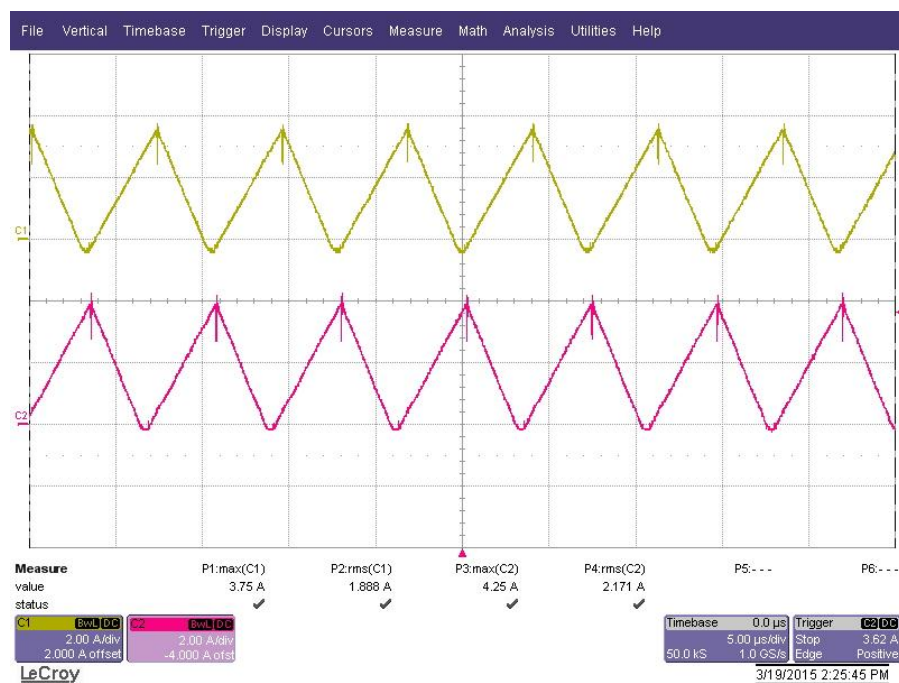 File Vertical Timebase Trigger Display Cursors Measure Math Analysis Utilities Help
C1
C2
Measure P1:max(C1) P2:rms(C1) P3:max(C2) P4:rms(C2) P5:- - - P6:- - -
value 3.75 A 1.888 A 4.25 A 2.171 A
status
C1 BwL DC C2 BwL DC Timebase 0.0 µs Trigger C2 DC
2.00 A/div 2.00 A/div 5.00 µs/div Stop 3.62 A
2.000 A offset -4.000 A ofst 50.0 kS 1.0 GS/s Edge Positive
LeCroy 3/19/2015 2:25:45 PM